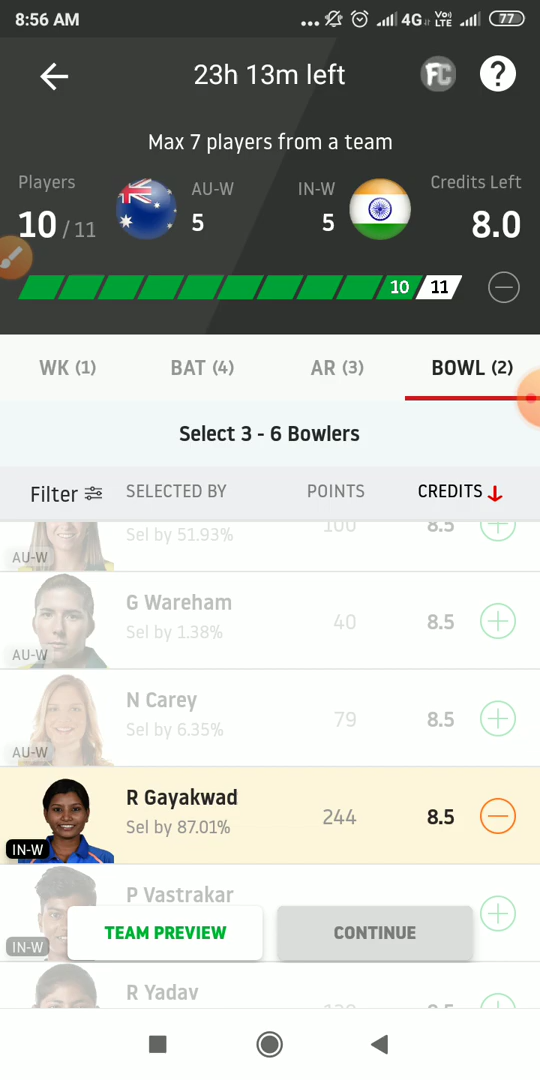 8:56 AM
4G
Vo)
LTE
77
23h 13m left
FC
?
Max 7 players from a team
Players
AU-W
IN-W
Credits Left
10 / 11
5
5
8.0
10
11
WK (1)
BAT (4)
AR (3)
BOWL (2)
Select 3 - 6 Bowlers
Filter
SELECTED BY
POINTS
CREDITS
Sel by 51.93%
100
8.5
AU-W
G Wareham
Sel by 1.38%
40
8.5
AU-W
N Carey
Sel by 6.35%
79
8.5
AU-W
R Gayakwad
Sel by 87.01%
244
8.5
IN-W
P Vastrakar
IN-W
TEAM PREVIEW
CONTINUE
R Yadav